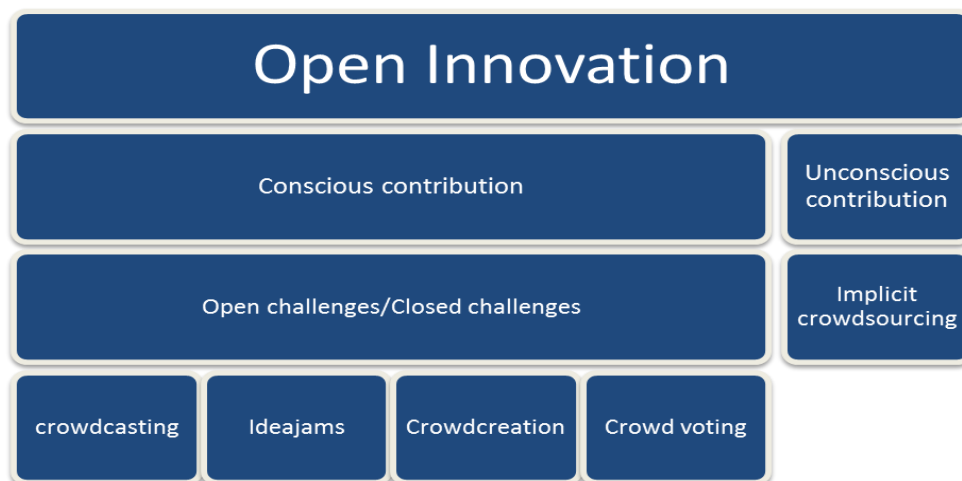 Open Innovation
Conscious contribution
Unconscious
contribution
Open challenges/Closed challenges
Implicit
crowdsourcing
crowdcasting
Ideajams
Crowdcreation
Crowd voting